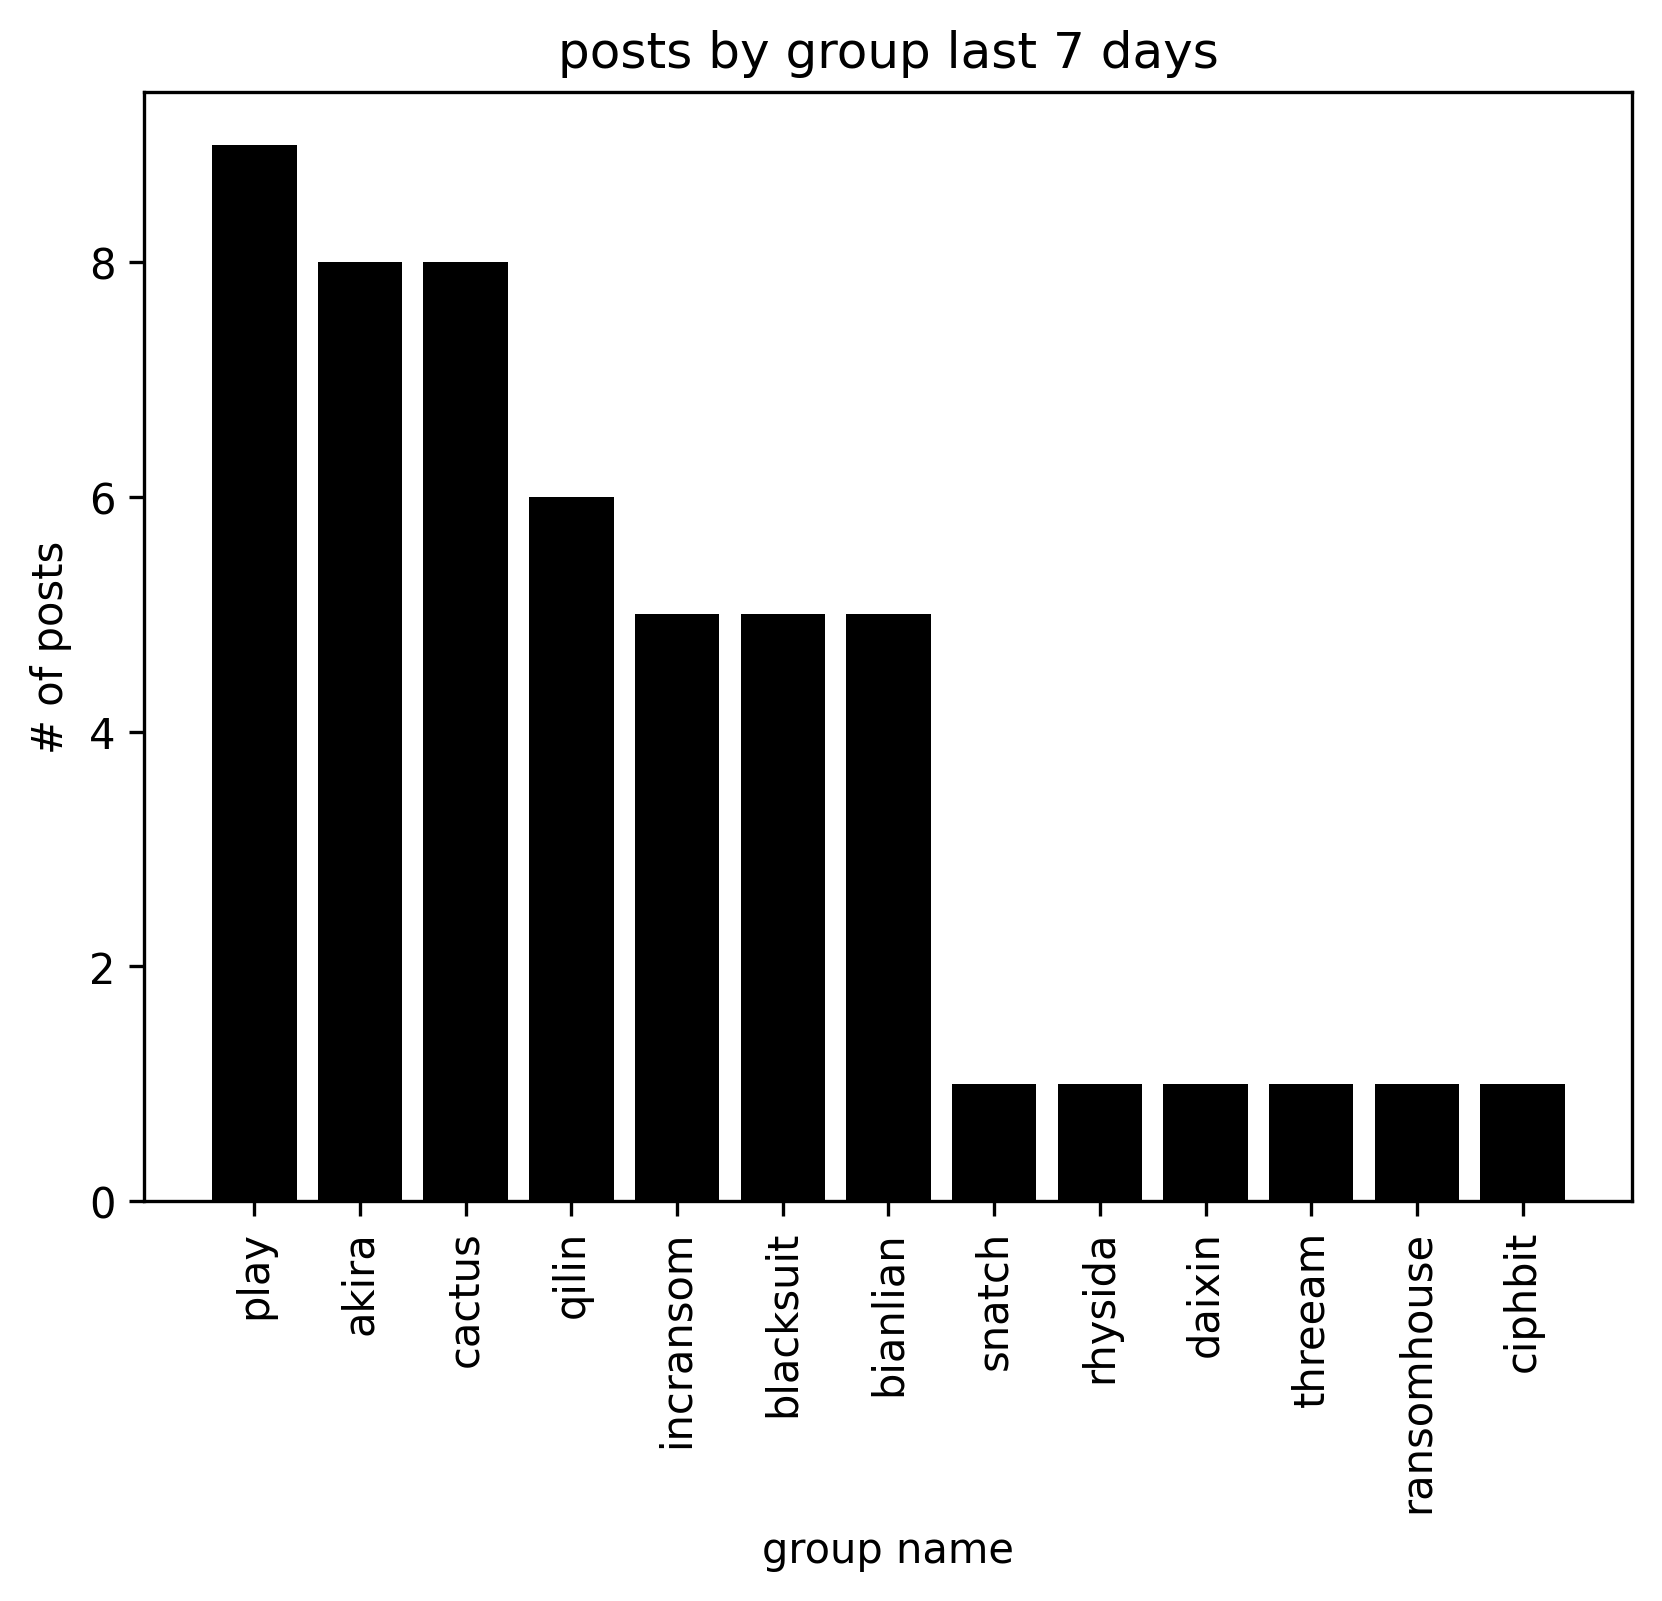 posts by group last 7 days
# of posts
8
6
4
2
0
play
akira
cactus
qilin
incransom
blacksuit
bianlian
snatch
rhysida
daixin
threeam
ransomhouse
ciphbit
group name